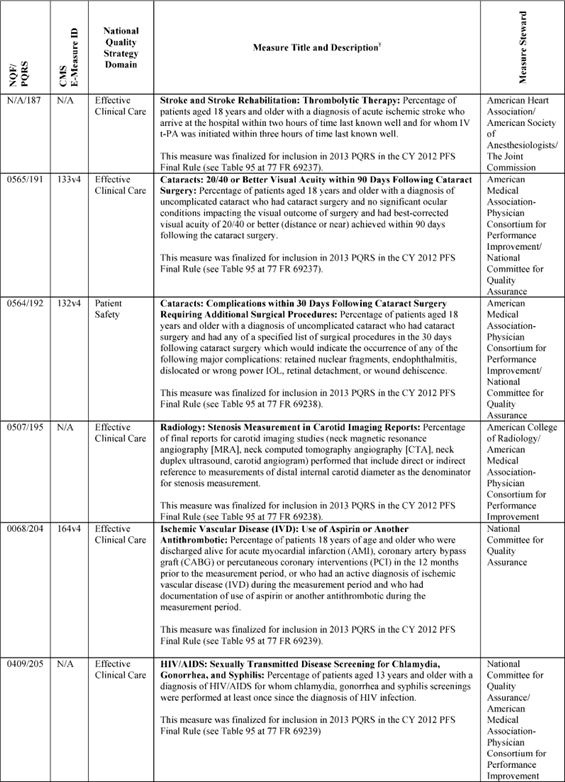 NQF/
PQRS
CMS
E-Measure ID
National
Quality
Strategy
Domain
Measure Title and Description¥
Measure Steward
N/A/187
N/A
Effective
Clinical Care
Stroke and Stroke Rehabilitation: Thrombolytic Therapy: Percentage of
patients aged 18 years and older with a diagnosis of acute ischemic stroke who
arrive at the hospital within two hours of time last known well and for whom IV
t-PA was initiated within three hours of time last known well.
This measure was finalized for inclusion in 2013 PQRS in the CY 2012 PFS
Final Rule (see Table 95 at 77 FR 69237).
American Heart
Association/
American Society
of
Anesthesiologists/
The Joint
Commission
0565/191
133v4
Effective
Clinical Care
Cataracts: 20/40 or Better Visual Acuity within 90 Days Following Cataract
Surgery: Percentage of patients aged 18 years and older with a diagnosis of
uncomplicated cataract who had cataract surgery and no significant ocular
conditions impacting the visual outcome of surgery and had best-corrected
visual acuity of 20/40 or better (distance or near) achieved within 90 days
following the cataract surgery.
This measure was finalized for inclusion in 2013 PQRS in the CY 2012 PFS
Final Rule (see Table 95 at 77 FR 69237).
American
Medical
Association-
Physician
Consortium for
Performance
Improvement/
National
Committee for
Quality
Assurance
0564/192
132v4
Patient
Safety
Cataracts: Complications within 30 Days Following Cataract Surgery
Requiring Additional Surgical Procedures: Percentage of patients aged 18
years and older with a diagnosis of uncomplicated cataract who had cataract
surgery and had any of a specified list of surgical procedures in the 30 days
following cataract surgery which would indicate the occurrence of any of the
following major complications: retained nuclear fragments, endophthalmitis,
dislocated or wrong power IOL, retinal detachment, or wound dehiscence.
This measure was finalized for inclusion in 2013 PQRS in the CY 2012 PFS
Final Rule (see Table 95 at 77 FR 69238).
American
Medical
Association-
Physician
Consortium for
Performance
Improvement/
National
Committee for
Quality
Assurance
0507/195
N/A
Effective
Clinical Care
Radiology: Stenosis Measurement in Carotid Imaging Reports: Percentage
of final reports for carotid imaging studies (neck magnetic resonance
angiography [MRA], neck computed tomography angiography [CTA], neck
duplex ultrasound, carotid angiogram) performed that include direct or indirect
reference to measurements of distal internal carotid diameter as the denominator
for stenosis measurement.
This measure was finalized for inclusion in 2013 PQRS in the CY 2012 PFS
Final Rule (see Table 95 at 77 FR 69238).
American College
of Radiology/
American
Medical
Association-
Physician
Consortium for
Performance
Improvement
0068/204
164v4
Effective
Clinical Care
Ischemic Vascular Disease (IVD): Use of Aspirin or Another
Antithrombotic: Percentage of patients 18 years of age and older who were
discharged alive for acute myocardial infarction (AMI), coronary artery bypass
graft (CABG) or percutaneous coronary interventions (PCI) in the 12 months
prior to the measurement period, or who had an active diagnosis of ischemic
vascular disease (IVD) during the measurement period and who had
documentation of use of aspirin or another antithrombotic during the
measurement period.
This measure was finalized for inclusion in 2013 PQRS in the CY 2012 PFS
Final Rule (see Table 95 at 77 FR 69239).
National
Committee for
Quality
Assurance
0409/205
N/A
Effective
Clinical Care
HIV/AIDS: Sexually Transmitted Disease Screening for Chlamydia,
Gonorrhea, and Syphilis: Percentage of patients aged 13 years and older with a
diagnosis of HIV/AIDS for whom chlamydia, gonorrhea and syphilis screenings
were performed at least once since the diagnosis of HIV infection.
This measure was finalized for inclusion in 2013 PQRS in the CY 2012 PFS
Final Rule (see Table 95 at 77 FR 69239)
National
Committee for
Quality
Assurance/
American
Medical
Association-
Physician
Consortium for
Performance
Improvement